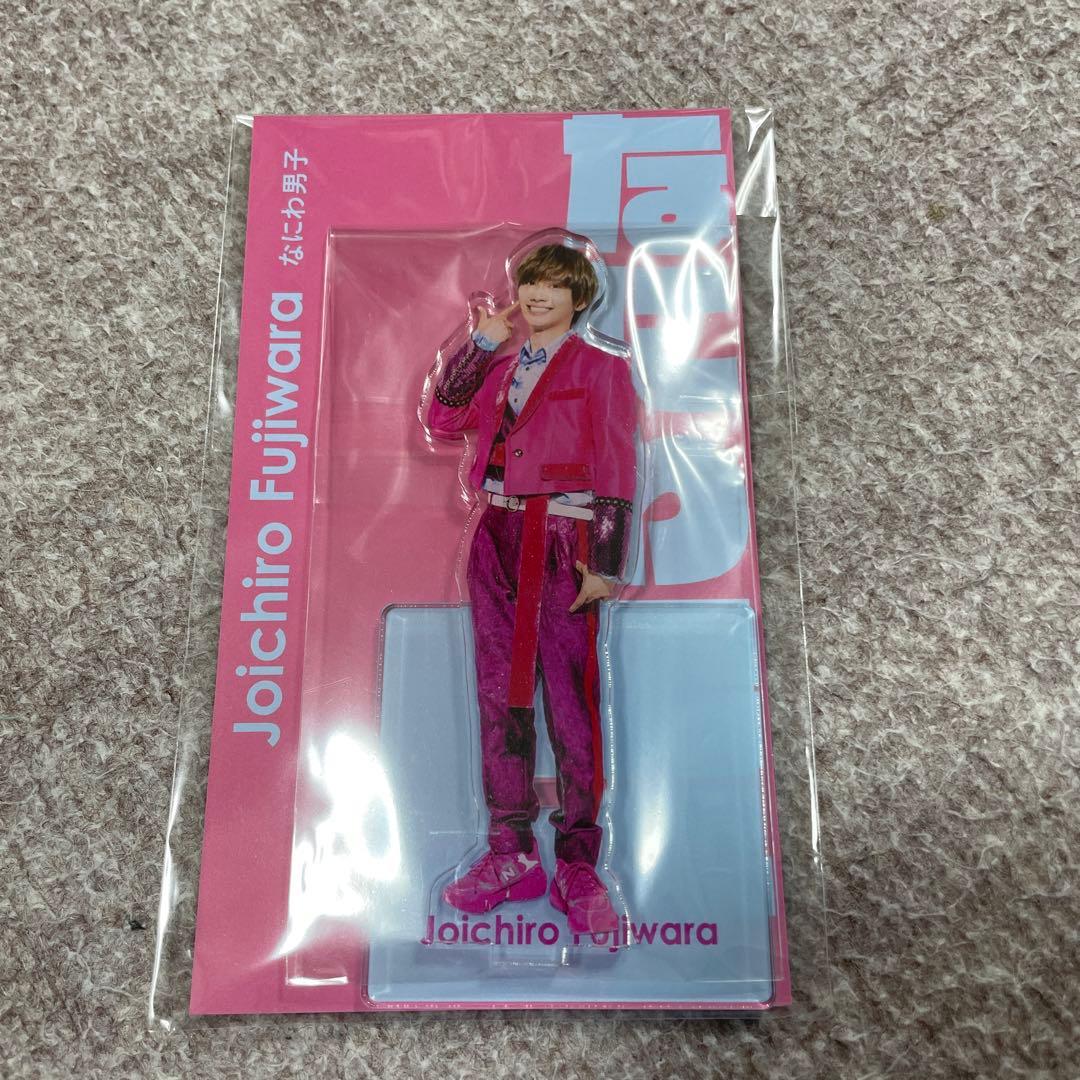 Joichiro Fujiwara なにわ男子
Joichiro Fujiwara
N